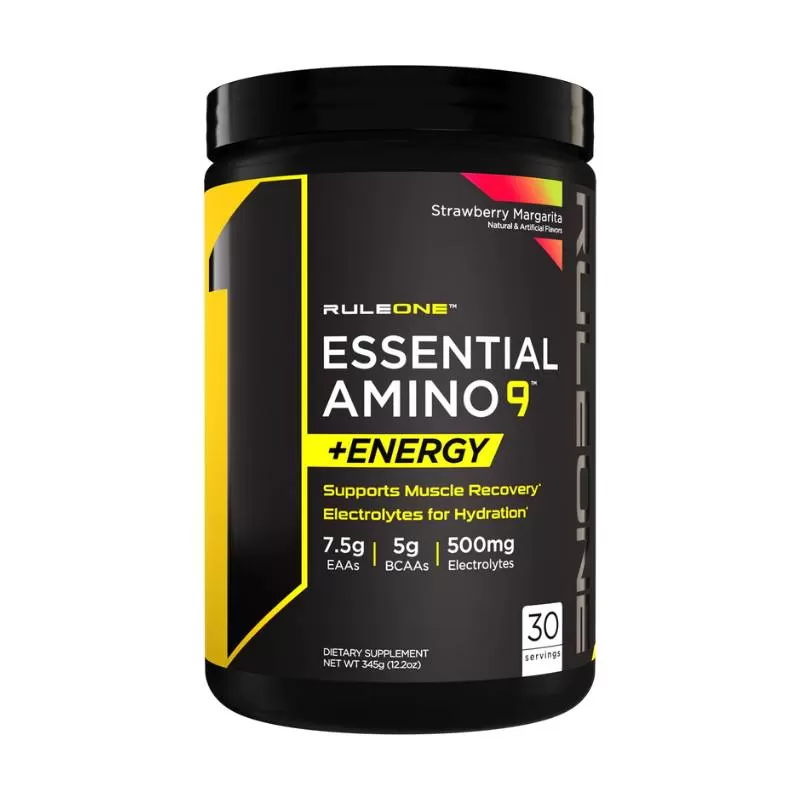 Strawberry Margarita
Natural & Artificial Flavors
RULEONE™
ESSENTIAL
AMINO 9™
+ENERGY
Supports Muscle Recovery*
Electrolytes for Hydration*
7.5g | 5g | 500mg
EAAs BCAAs Electrolytes
30
servings
DIETARY SUPPLEMENT
NET WT 345g (12.2oz)
RULEONE